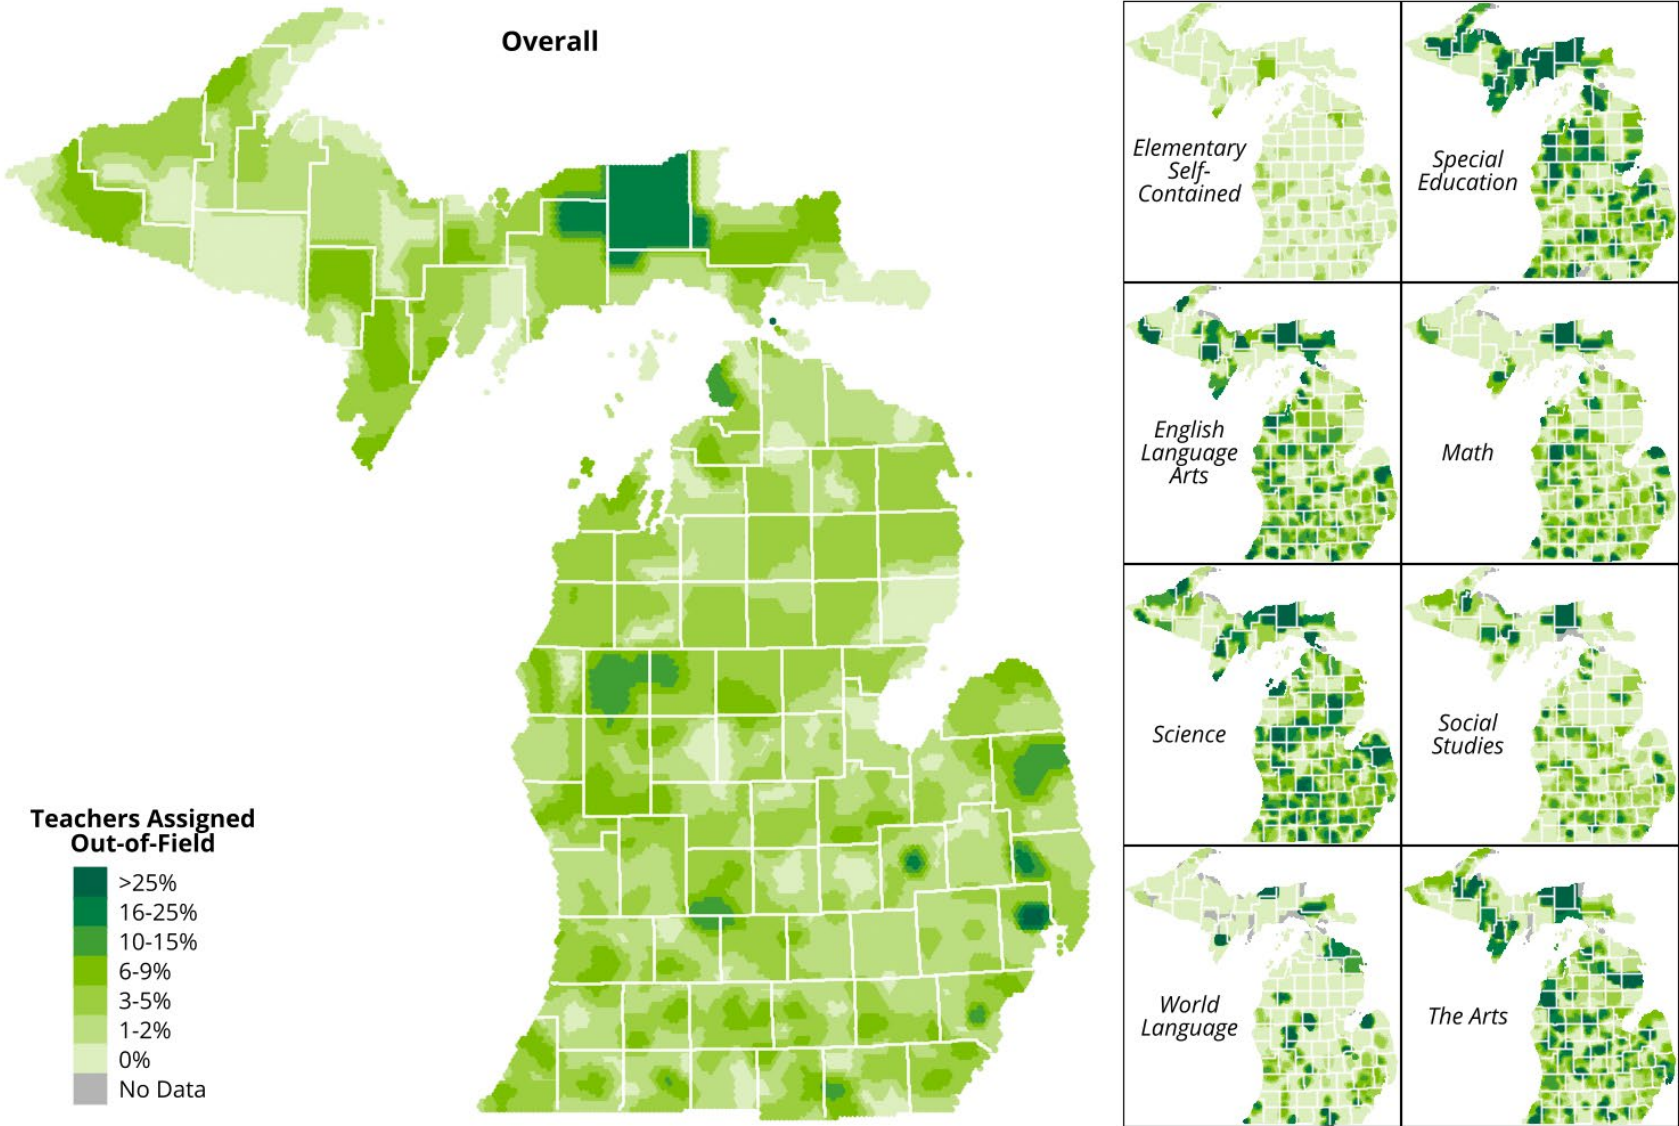 Overall
Teachers Assigned
Out-of-Field
>25%
16-25%
10-15%
6-9%
3-5%
1-2%
0%
No Data
Elementary
Self-
Contained
Special
Education
English
Language
Arts
Math
Science
Social
Studies
World
Language
The Arts